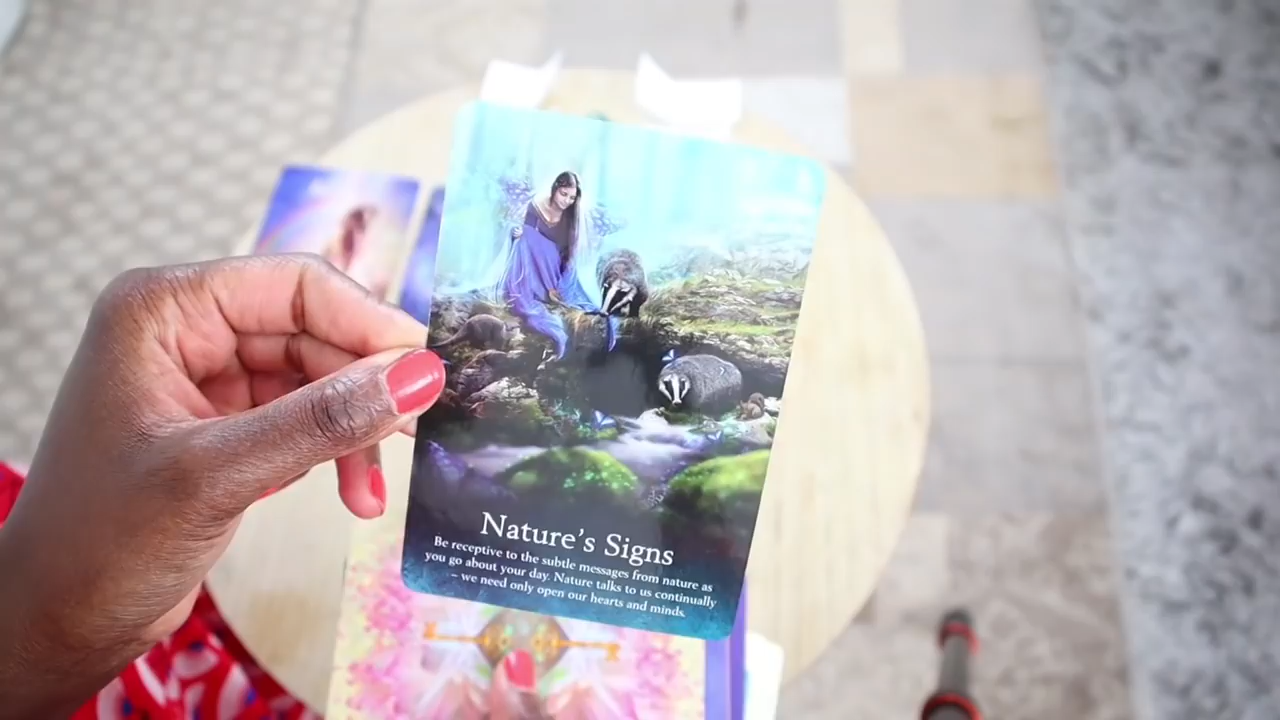 Nature's Signs
Be receptive to the subtle messages from nature as
you go about your day. Nature talks to us continually
– we need only open our hearts and minds.